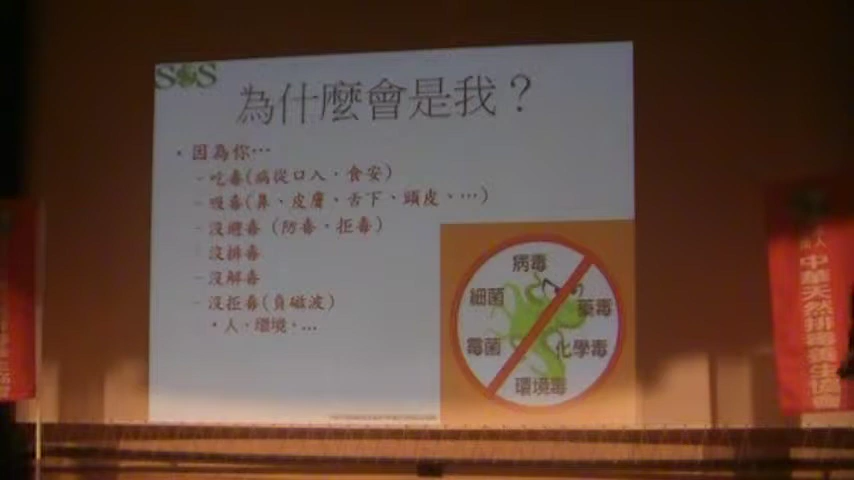 SOS
為什麼會是我？
• 因為你…
– 吃毒(病從口入．食安)
– 吸毒(鼻、皮膚、舌下、頭皮、…)
– 沒避毒 (防毒．拒毒)
– 沒排毒
– 沒解毒
– 沒拒毒(負磁波)
• 人．環境．…
病毒
細菌
藥毒
霉菌
化學毒
環境毒
中華天然排毒養生協會